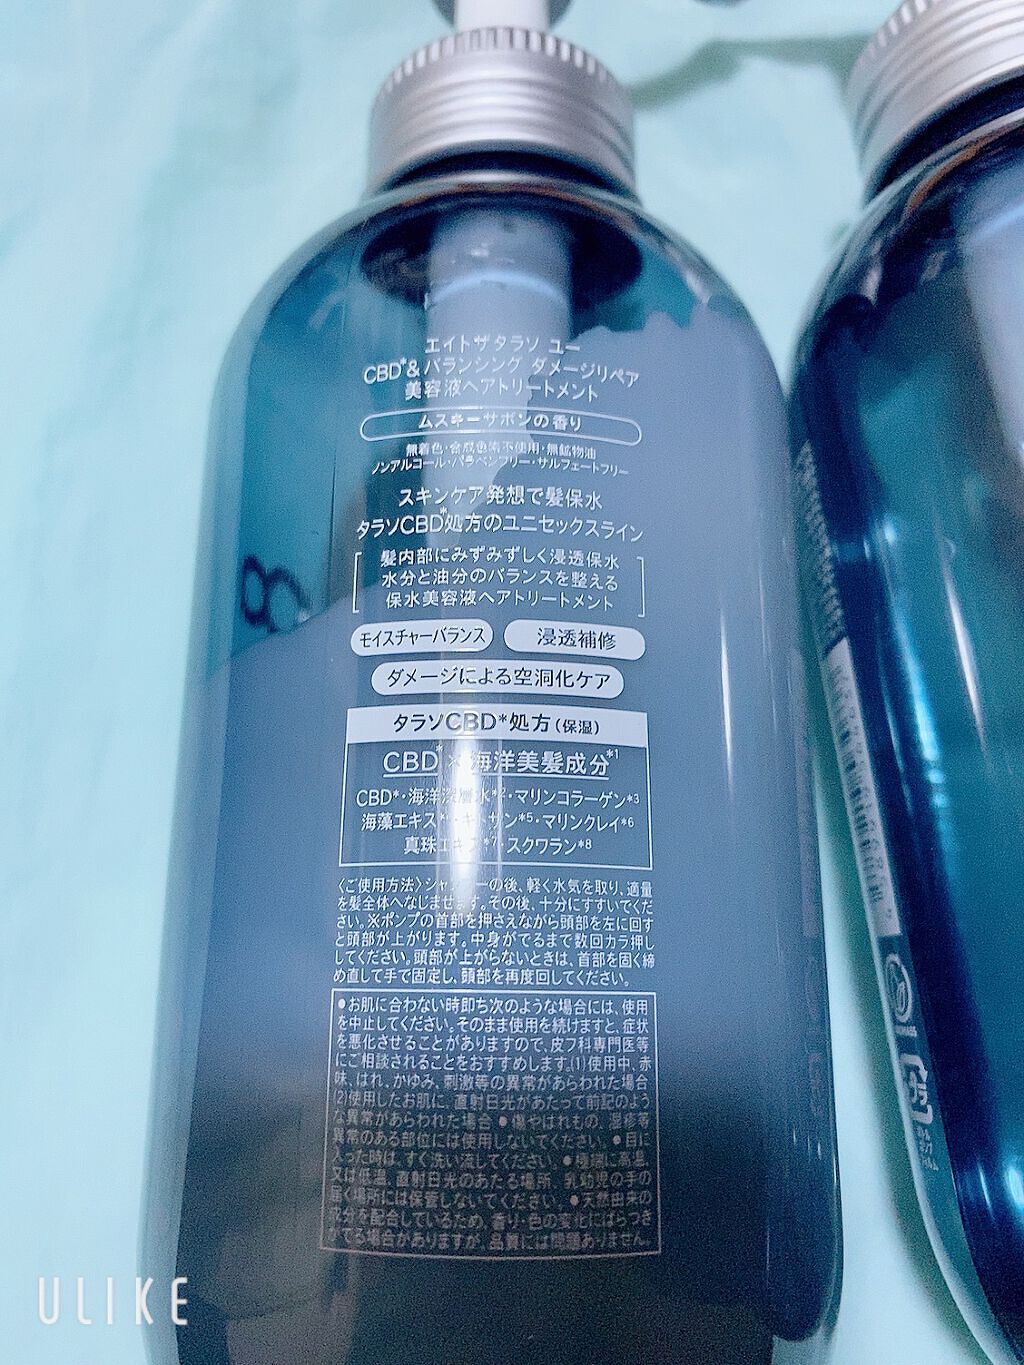 エイトザタラソ ユー
CBD*&バランシング ダメージリペア
美容液ヘアトリートメント
ムスキーサボンの香り
無着色・合成色素不使用・無鉱物油
ノンアルコール・パラベンフリー・サルフェートフリー
スキンケア発想で髪保水
タラソCBD*処方のユニセックスライン
髪内部にみずみずしく浸透保水
水分と油分のバランスを整える
保水美容液ヘアトリートメント
モイスチャーバランス 浸透補修
ダメージによる空洞化ケア
タラソCBD*処方(保湿)
CBD*×海洋美髪成分*1
CBD*・海洋深層水*2・マリンコラーゲン*3
海藻エキス*・キトサン*5・マリンクレイ*6
真珠エキス*7・スクワラン*8
〈ご使用方法〉シャンプーの後、軽く水気を取り、適量
を髪全体へなじませます。その後、十分にすすいでくだ
さい。※ポンプの首部を押さえながら頭部を左に回す
と頭部が上がります。中身がでるまで数回カラ押し
してください。頭部が上がらないときは、首部を固く締
め直して手で固定し、頭部を再度回してください。
●お肌に合わない時即ち次のような場合には、使用
を中止してください。そのまま使用を続けますと、症状
を悪化させることがありますので、皮フ科専門医等
にご相談されることをおすすめします。(1)使用中、赤
味、はれ、かゆみ、刺激等の異常があらわれた場合
(2)使用したお肌に、直射日光があたって前記のよう
な異常があらわれた場合 ●傷やはれもの、湿疹等
異常のある部位には使用しないでください。●目に
入った時は、すぐ洗い流してください。●極端に高温
又は低温、直射日光のあたる場所、乳幼児の手の
届く場所には保管しないでください。●天然由来の
成分を配合しているため、香り・色の変化にばらつき
がでる場合がありますが、品質には問題ありません。
8
ULIKE